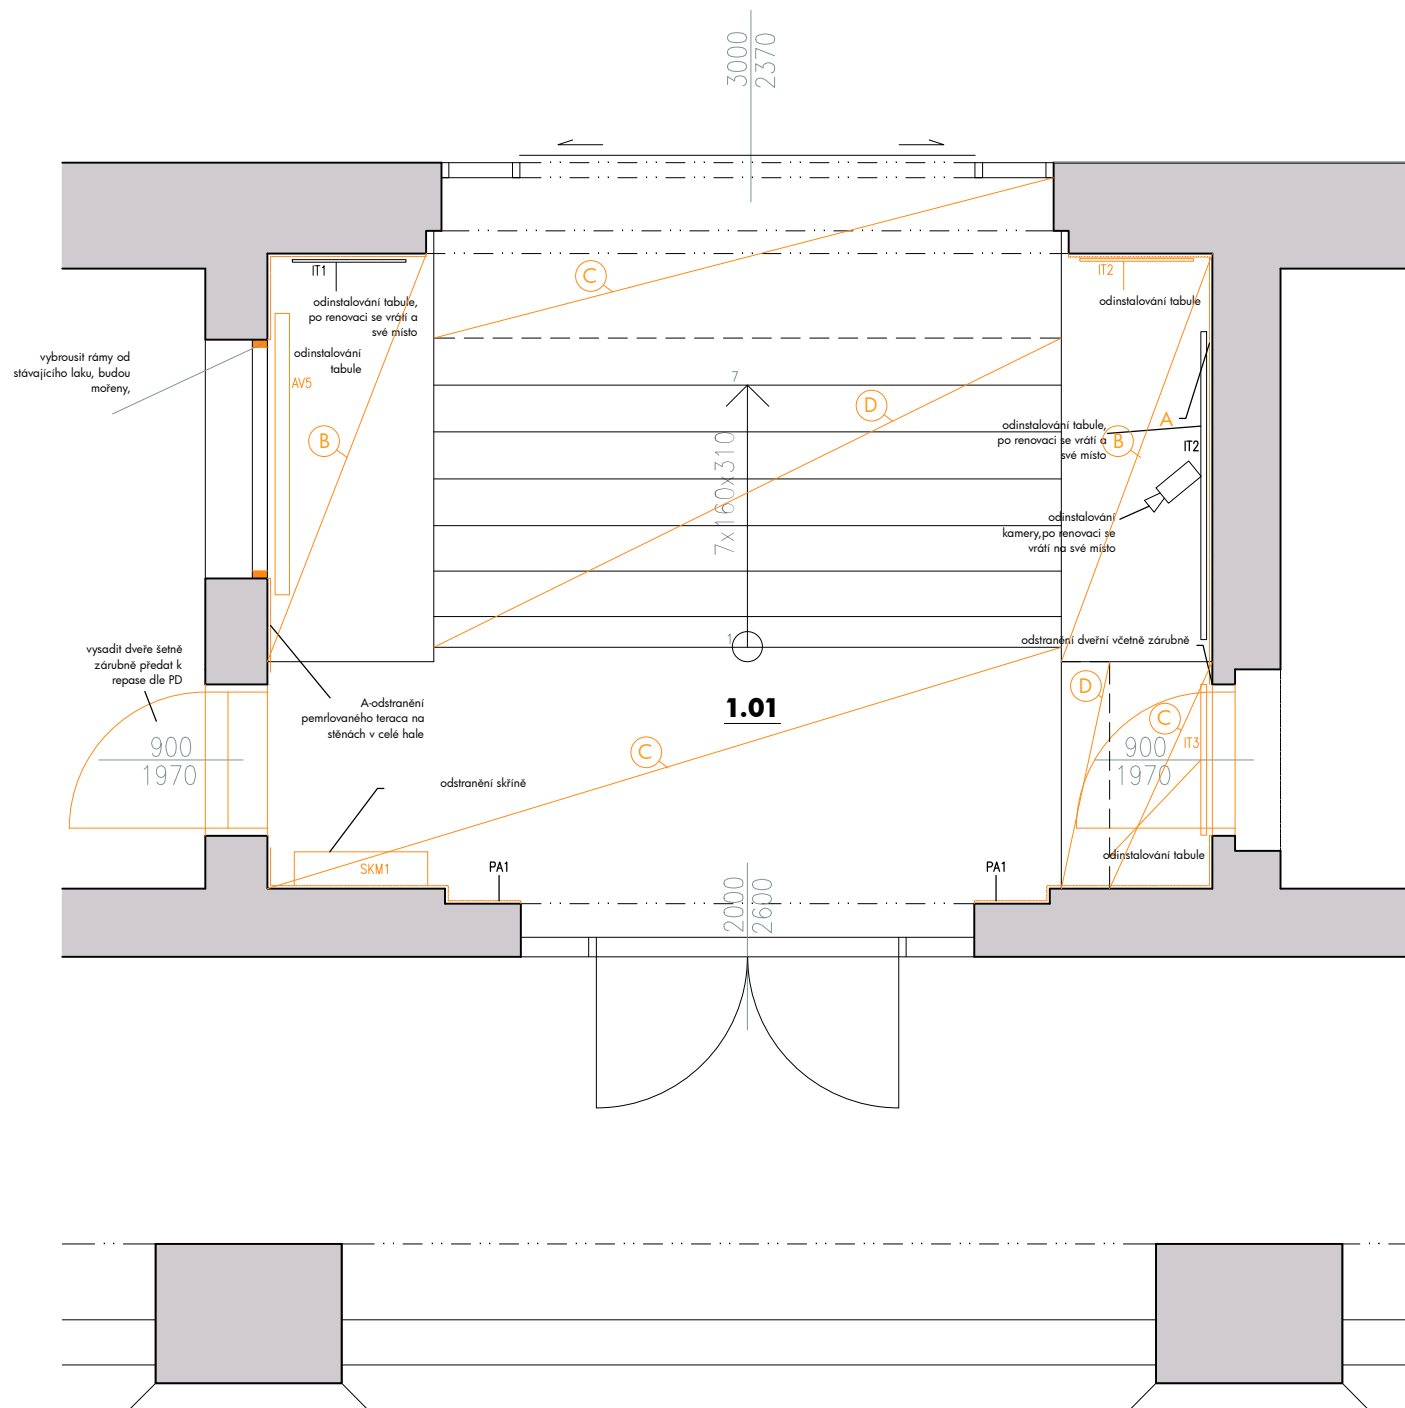 3000
2370
IT1
odinstalování tabule,
po renovaci se vrátí a
své místo
odinstalování
tabule
AV5
vybrousit rámy od
stávajícího laku, budou
mořeny,
B
C
D
7
7x160x310
1
IT2
odinstalování tabule
A
odinstalování tabule,
po renovaci se vrátí a
své místo
B
IT2
odinstalování
kamery,po renovaci se
vrátí na své místo
odstranění dveřní včetně zárubně
vysadit dveře šetně
zárubně předat k
repase dle PD
900
1970
A-odstranění
pemrlovaného teraca na
stěnách v celé hale
1.01
C
D
C
IT3
900
1970
odstranění skříně
SKM1
PA1
PA1
odinstalování tabule
2000
2600